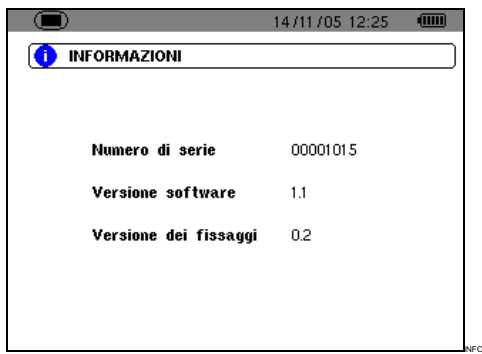 14/11/05 12:25
INFORMAZIONI
Numero di serie 00001015
Versione software 1.1
Versione dei fissaggi 0.2
INFO